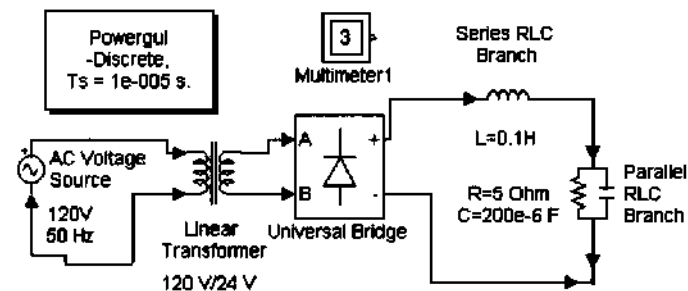 Powergul
-Discrete,
Ts = 1e-005 s.
3
Multimeter1
Series RLC
Branch
L=0.1H
AC Voltage
Source
120V
50 Hz
Linear
Transformer
120 V/24 V
A
B
+
-
Universal Bridge
R=5 Ohm
C=200e-6 F
Parallel
RLC
Branch